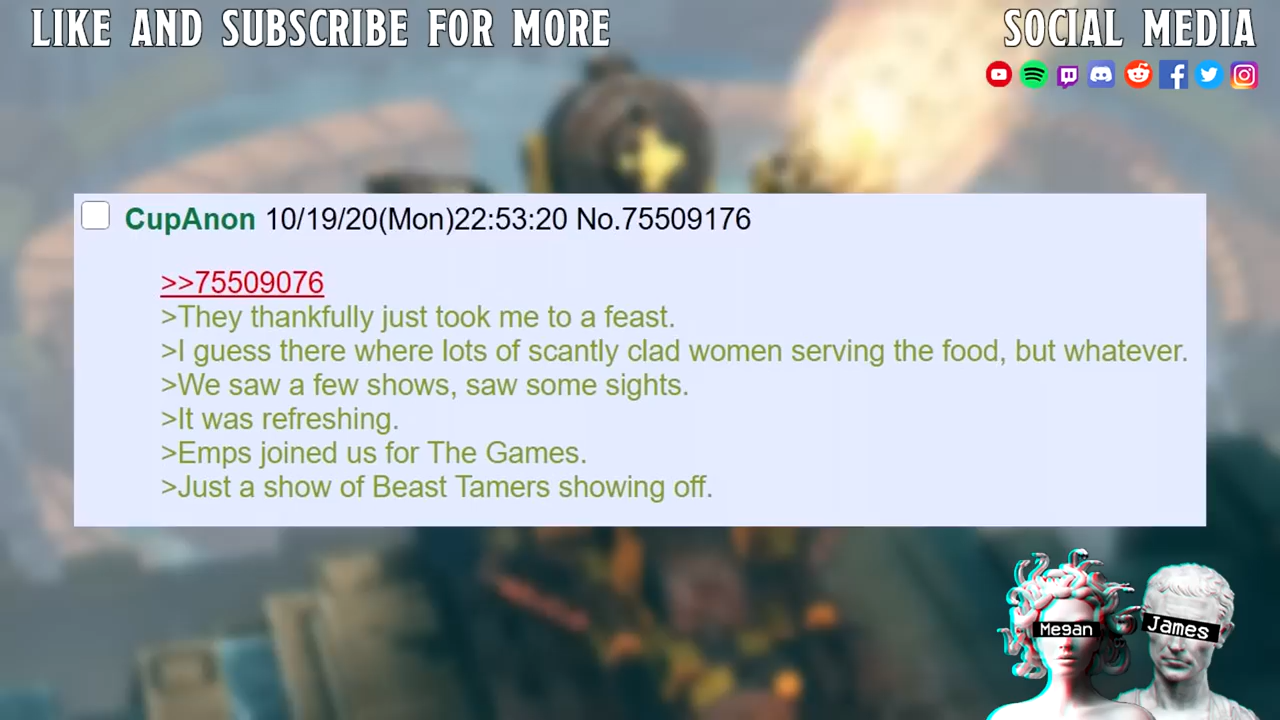 LIKE AND SUBSCRIBE FOR MORE
SOCIAL MEDIA
CupAnon 10/19/20(Mon)22:53:20 No.75509176
>>75509076
>They thankfully just took me to a feast.
>I guess there where lots of scantly clad women serving the food, but whatever.
>We saw a few shows, saw some sights.
>It was refreshing.
>Emps joined us for The Games.
>Just a show of Beast Tamers showing off.
Megan
James